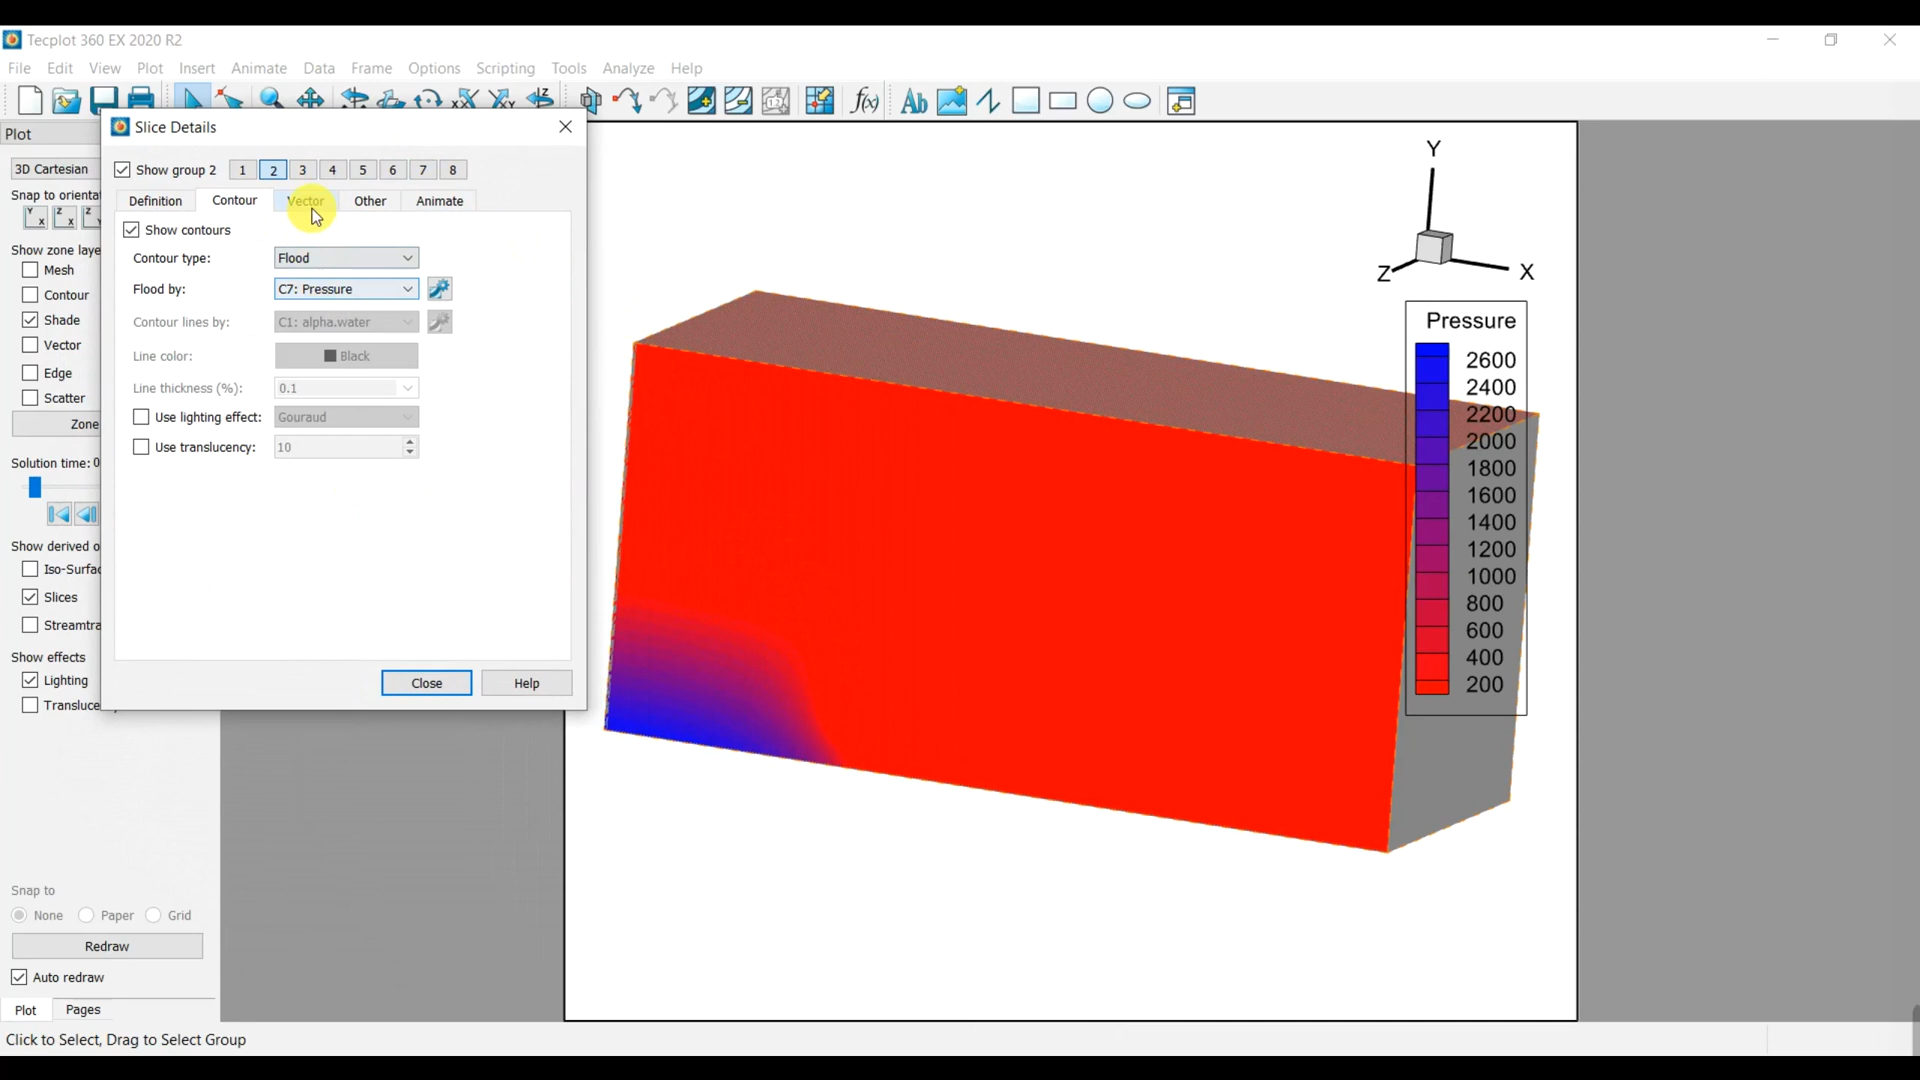 Tecplot 360 EX 2020 R2
File Edit View Plot Insert Animate Data Frame Options Scripting Tools Analyze Help
Plot
3D Cartesian
Snap to orienta
Show zone laye
Mesh
Contour
Shade
Vector
Edge
Scatter
Zone
Solution time: 0
Show derived o
Iso-Surfac
Slices
Streamtra
Show effects
Lighting
Transluce
Snap to
None Paper Grid
Redraw
Auto redraw
Plot Pages
Click to Select, Drag to Select Group
Slice Details
Show group 2 1 2 3 4 5 6 7 8
Definition Contour Vector Other Animate
Show contours
Contour type: Flood
Flood by: C7: Pressure
Contour lines by: C1: alpha.water
Line color: Black
Line thickness (%): 0.1
Use lighting effect: Gouraud
Use translucency: 10
Close Help
Y
Z X
Pressure
2600
2400
2200
2000
1800
1600
1400
1200
1000
800
600
400
200